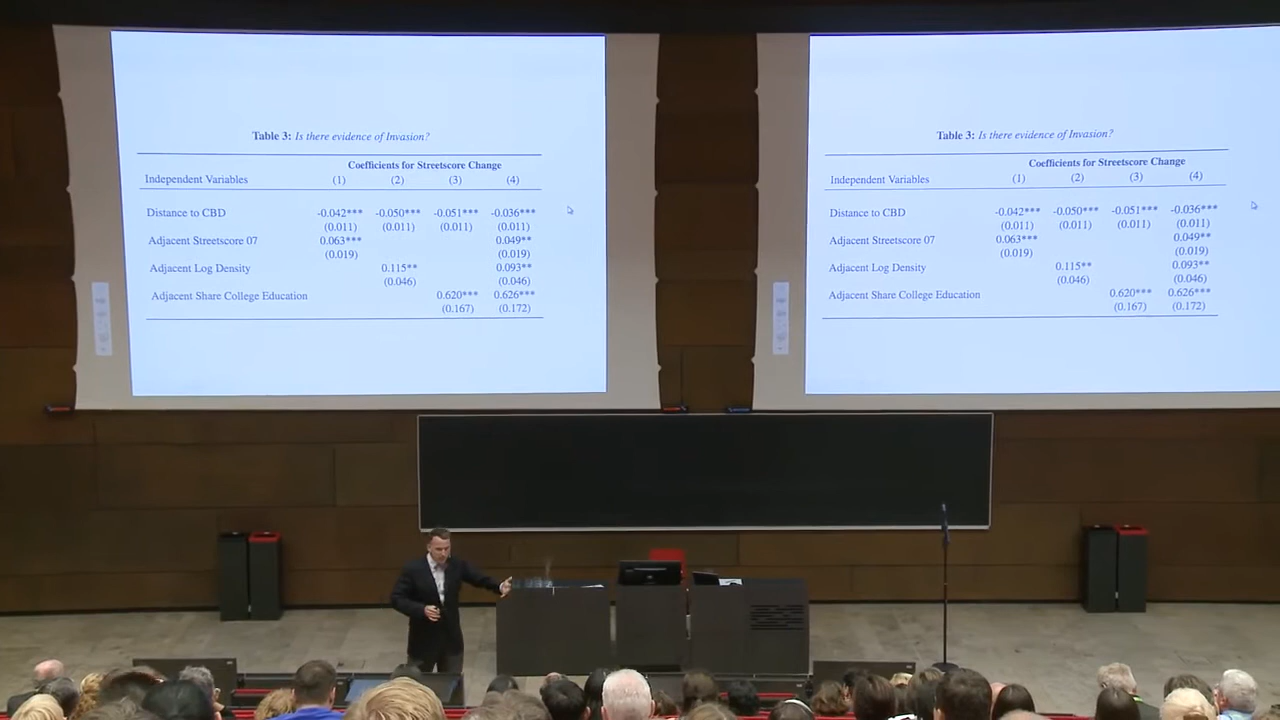 Table 3: Is there evidence of Invasion?
Coefficients for Streetscore Change
Independent Variables (1) (2) (3) (4)
Distance to CBD -0.042*** -0.050*** -0.051*** -0.036***
(0.011) (0.011) (0.011) (0.011)
Adjacent Streetscore 07 0.063*** 0.049**
(0.019) (0.019)
Adjacent Log Density 0.115** 0.093**
(0.046) (0.046)
Adjacent Share College Education 0.620*** 0.626***
(0.167) (0.172)
Table 3: Is there evidence of Invasion?
Coefficients for Streetscore Change
Independent Variables (1) (2) (3) (4)
Distance to CBD -0.042*** -0.050*** -0.051*** -0.036***
(0.011) (0.011) (0.011) (0.011)
Adjacent Streetscore 07 0.063*** 0.049**
(0.019) (0.019)
Adjacent Log Density 0.115** 0.093**
(0.046) (0.046)
Adjacent Share College Education 0.620*** 0.626***
(0.167) (0.172)